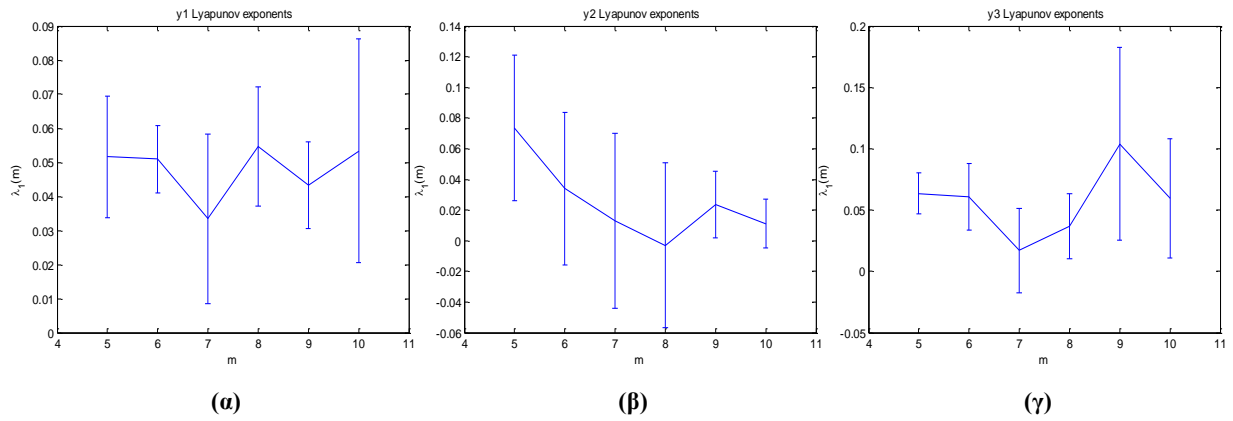 y1 Lyapunov exponents
0.09
0.08
0.07
0.06
0.05
0.04
0.03
0.02
0.01
0
λ₁(m)
4 5 6 7 8 9 10 11
m
(α)
y2 Lyapunov exponents
0.14
0.12
0.1
0.08
0.06
0.04
0.02
0
-0.02
-0.04
-0.06
λ₁(m)
4 5 6 7 8 9 10 11
m
(β)
y3 Lyapunov exponents
0.2
0.15
0.1
0.05
0
-0.05
λ₁(m)
4 5 6 7 8 9 10 11
m
(γ)